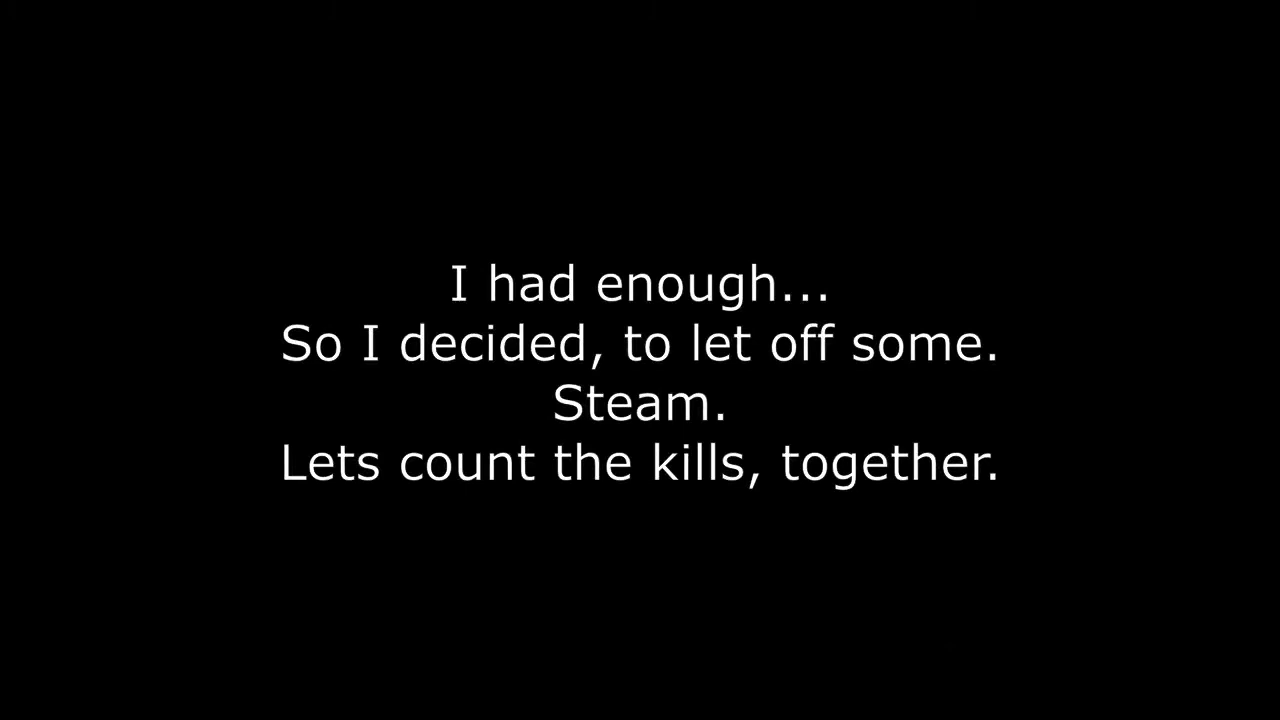 I had enough...
So I decided, to let off some.
Steam.
Lets count the kills, together.